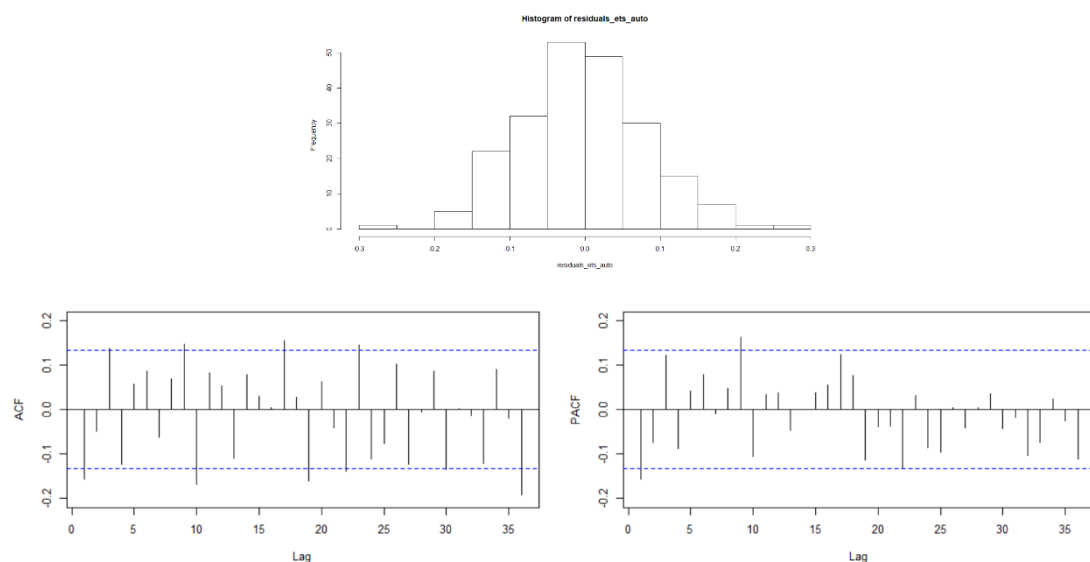 Histogram of residuals_ets_auto
Frequency
50
40
30
20
10
0
-0.3 -0.2 -0.1 0.0 0.1 0.2 0.3
residuals_ets_auto
ACF
0.2
0.1
0.0
-0.1
-0.2
0 5 10 15 20 25 30 35
Lag
PACF
0.2
0.1
0.0
-0.1
-0.2
0 5 10 15 20 25 30 35
Lag